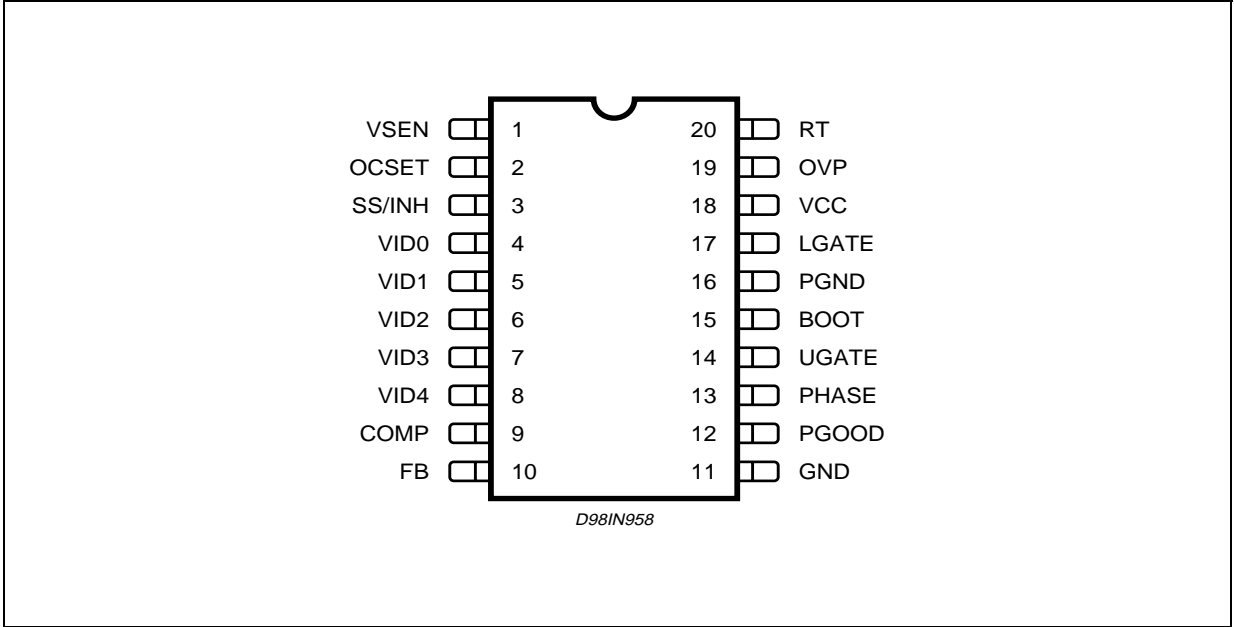 VSEN 1 20 RT
OCSET 2 19 OVP
SS/INH 3 18 VCC
VID0 4 17 LGATE
VID1 5 16 PGND
VID2 6 15 BOOT
VID3 7 14 UGATE
VID4 8 13 PHASE
COMP 9 12 PGOOD
FB 10 11 GND
D98IN958